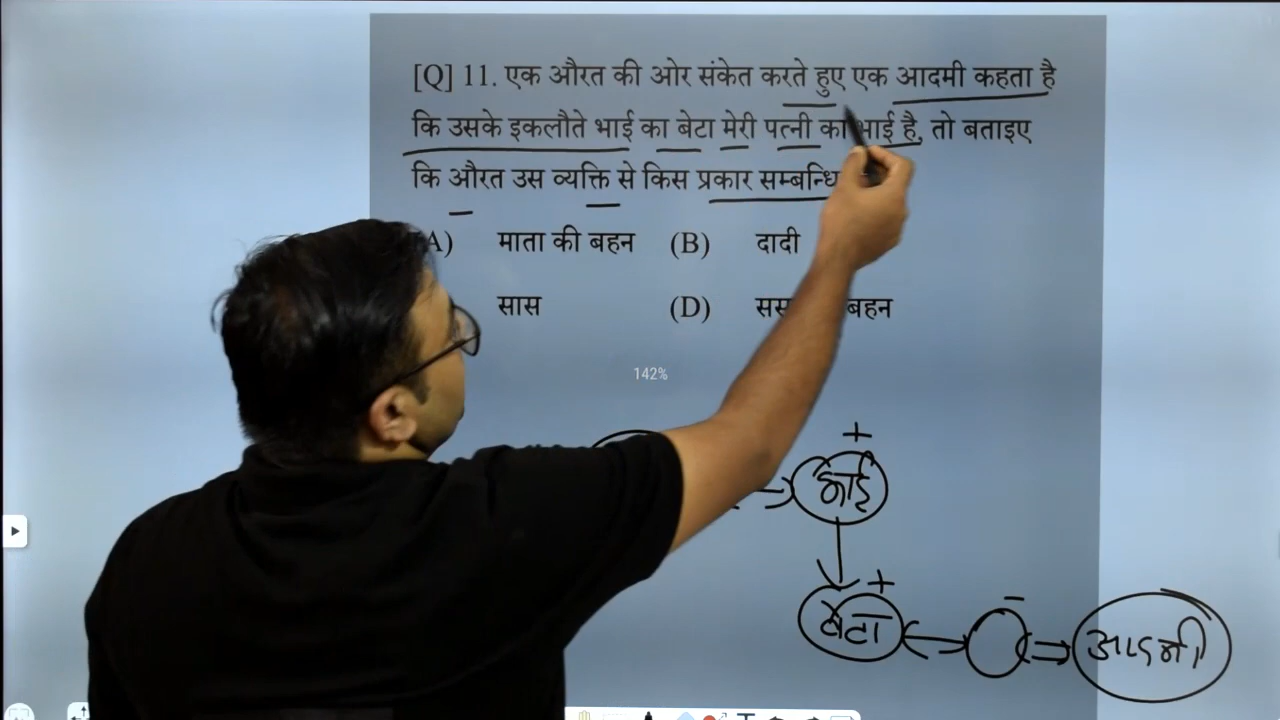 [Q] 11. एक औरत की ओर संकेत करते हुए एक आदमी कहता है
कि उसके इकलौते भाई का बेटा मेरी पत्नी का भाई है, तो बताइए
कि औरत उस व्यक्ति से किस प्रकार सम्बन्धि
A) माता की बहन (B) दादी
सास (D) बहन
142%
+
भाई
+
बेटा
-
आदमी